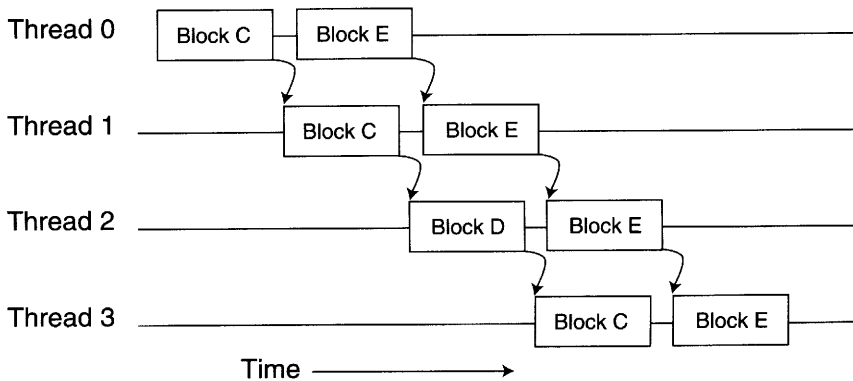 Thread 0 Block C Block E
Thread 1 Block C Block E
Thread 2 Block D Block E
Thread 3 Block C Block E
Time